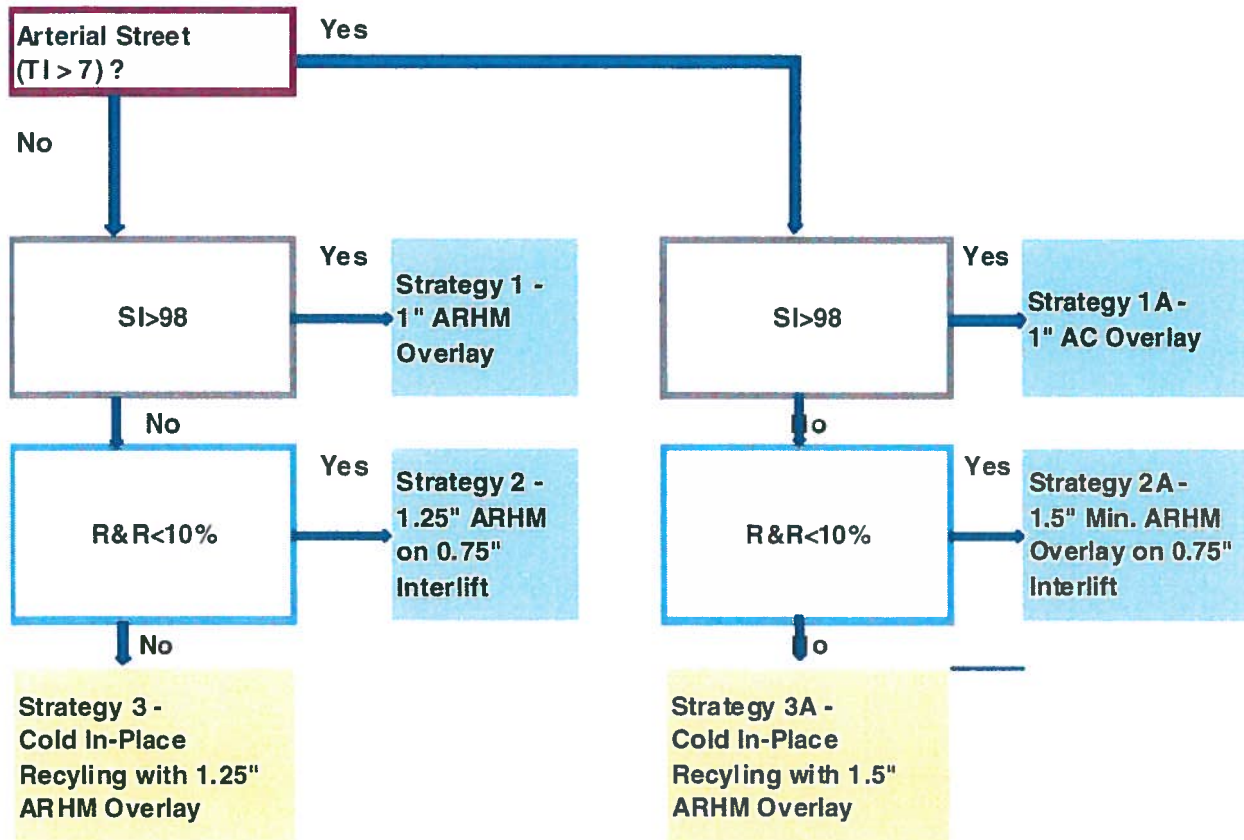 Arterial Street
(TI > 7) ?
Yes
No
SI>98
Yes
Strategy 1 -
1" ARHM
Overlay
No
R&R<10%
Yes
Strategy 2 -
1.25" ARHM
on 0.75"
Interlift
No
Strategy 3 -
Cold In-Place
Recyling with 1.25"
ARHM Overlay
SI>98
Yes
Strategy 1A -
1" AC Overlay
No
R&R<10%
Yes
Strategy 2A -
1.5" Min. ARHM
Overlay on 0.75"
Interlift
No
Strategy 3A -
Cold In-Place
Recyling with 1.5"
ARHM Overlay